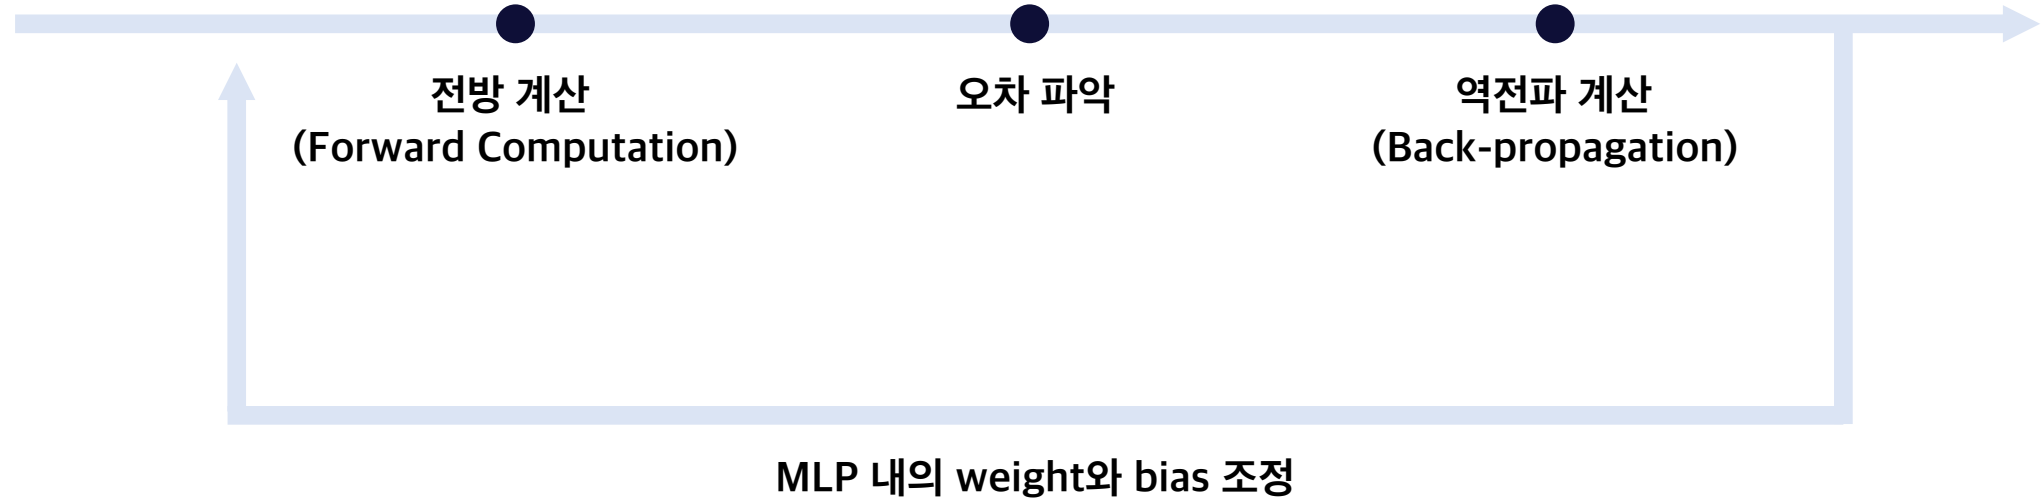 전방 계산
(Forward Computation)
오차 파악
역전파 계산
(Back-propagation)
MLP 내의 weight와 bias 조정